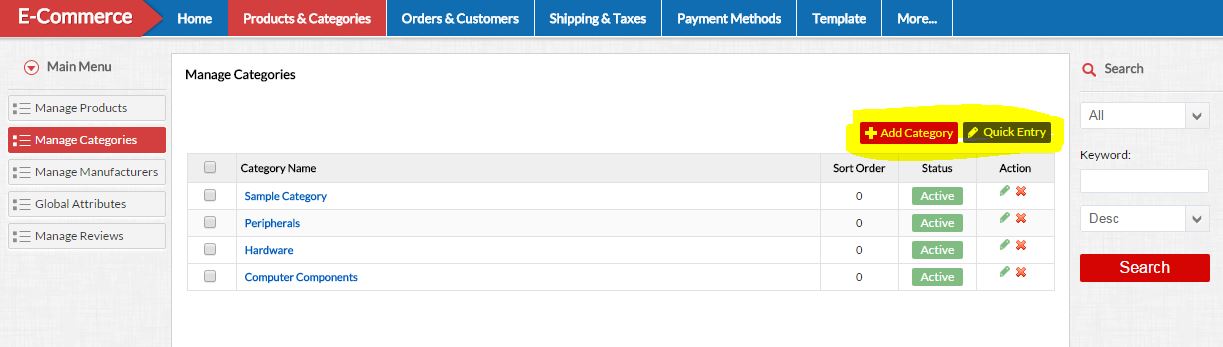 E-Commerce
Home
Products & Categories
Orders & Customers
Shipping & Taxes
Payment Methods
Template
More...
Main Menu
Manage Products
Manage Categories
Manage Manufacturers
Global Attributes
Manage Reviews
Manage Categories
Add Category
Quick Entry
Category Name Sort Order Status Action
Sample Category 0 Active
Peripherals 0 Active
Hardware 0 Active
Computer Components 0 Active
Search
All
Keyword:
Desc
Search